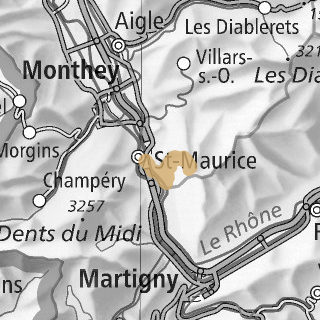 Aigle
Les Diablerets
Villars-
s.-O.
Les Dia
Monthey
St-Maurice
Morgins
Champéry
3257
Dents du Midi
Le Rhône
Martigny